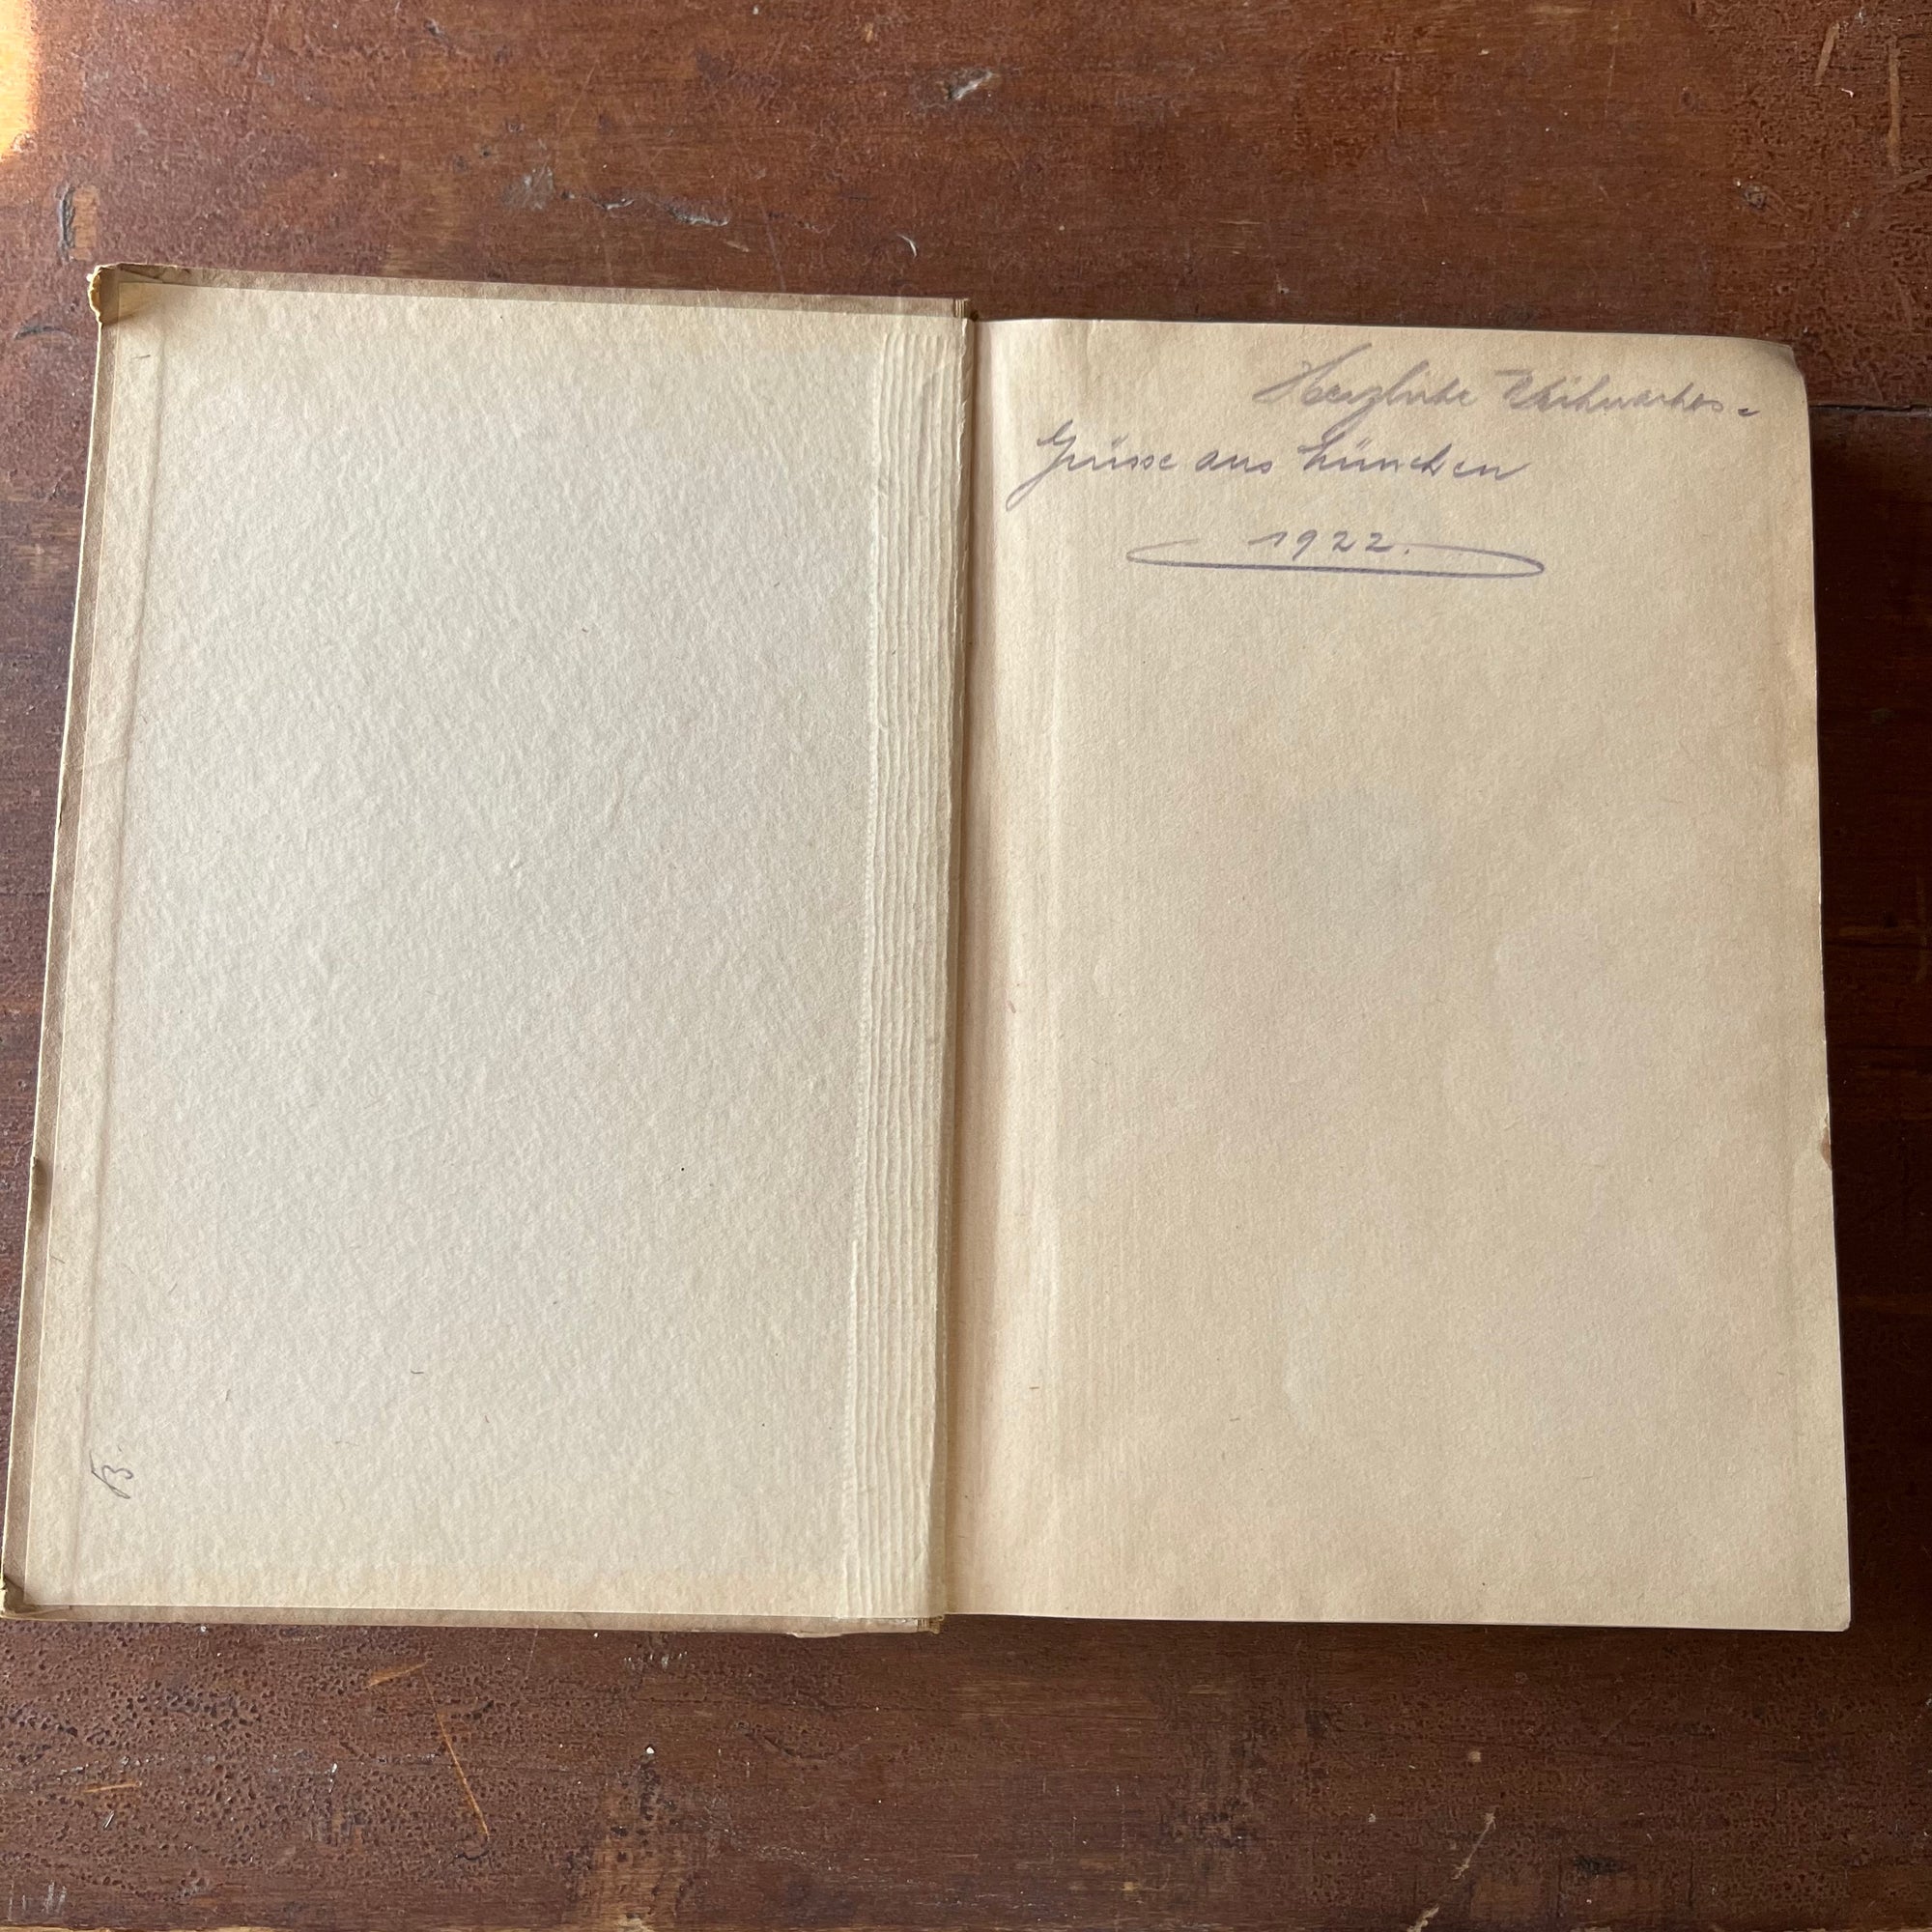 Herzliche Weihnachts-
Grüsse aus München
1922.
B.